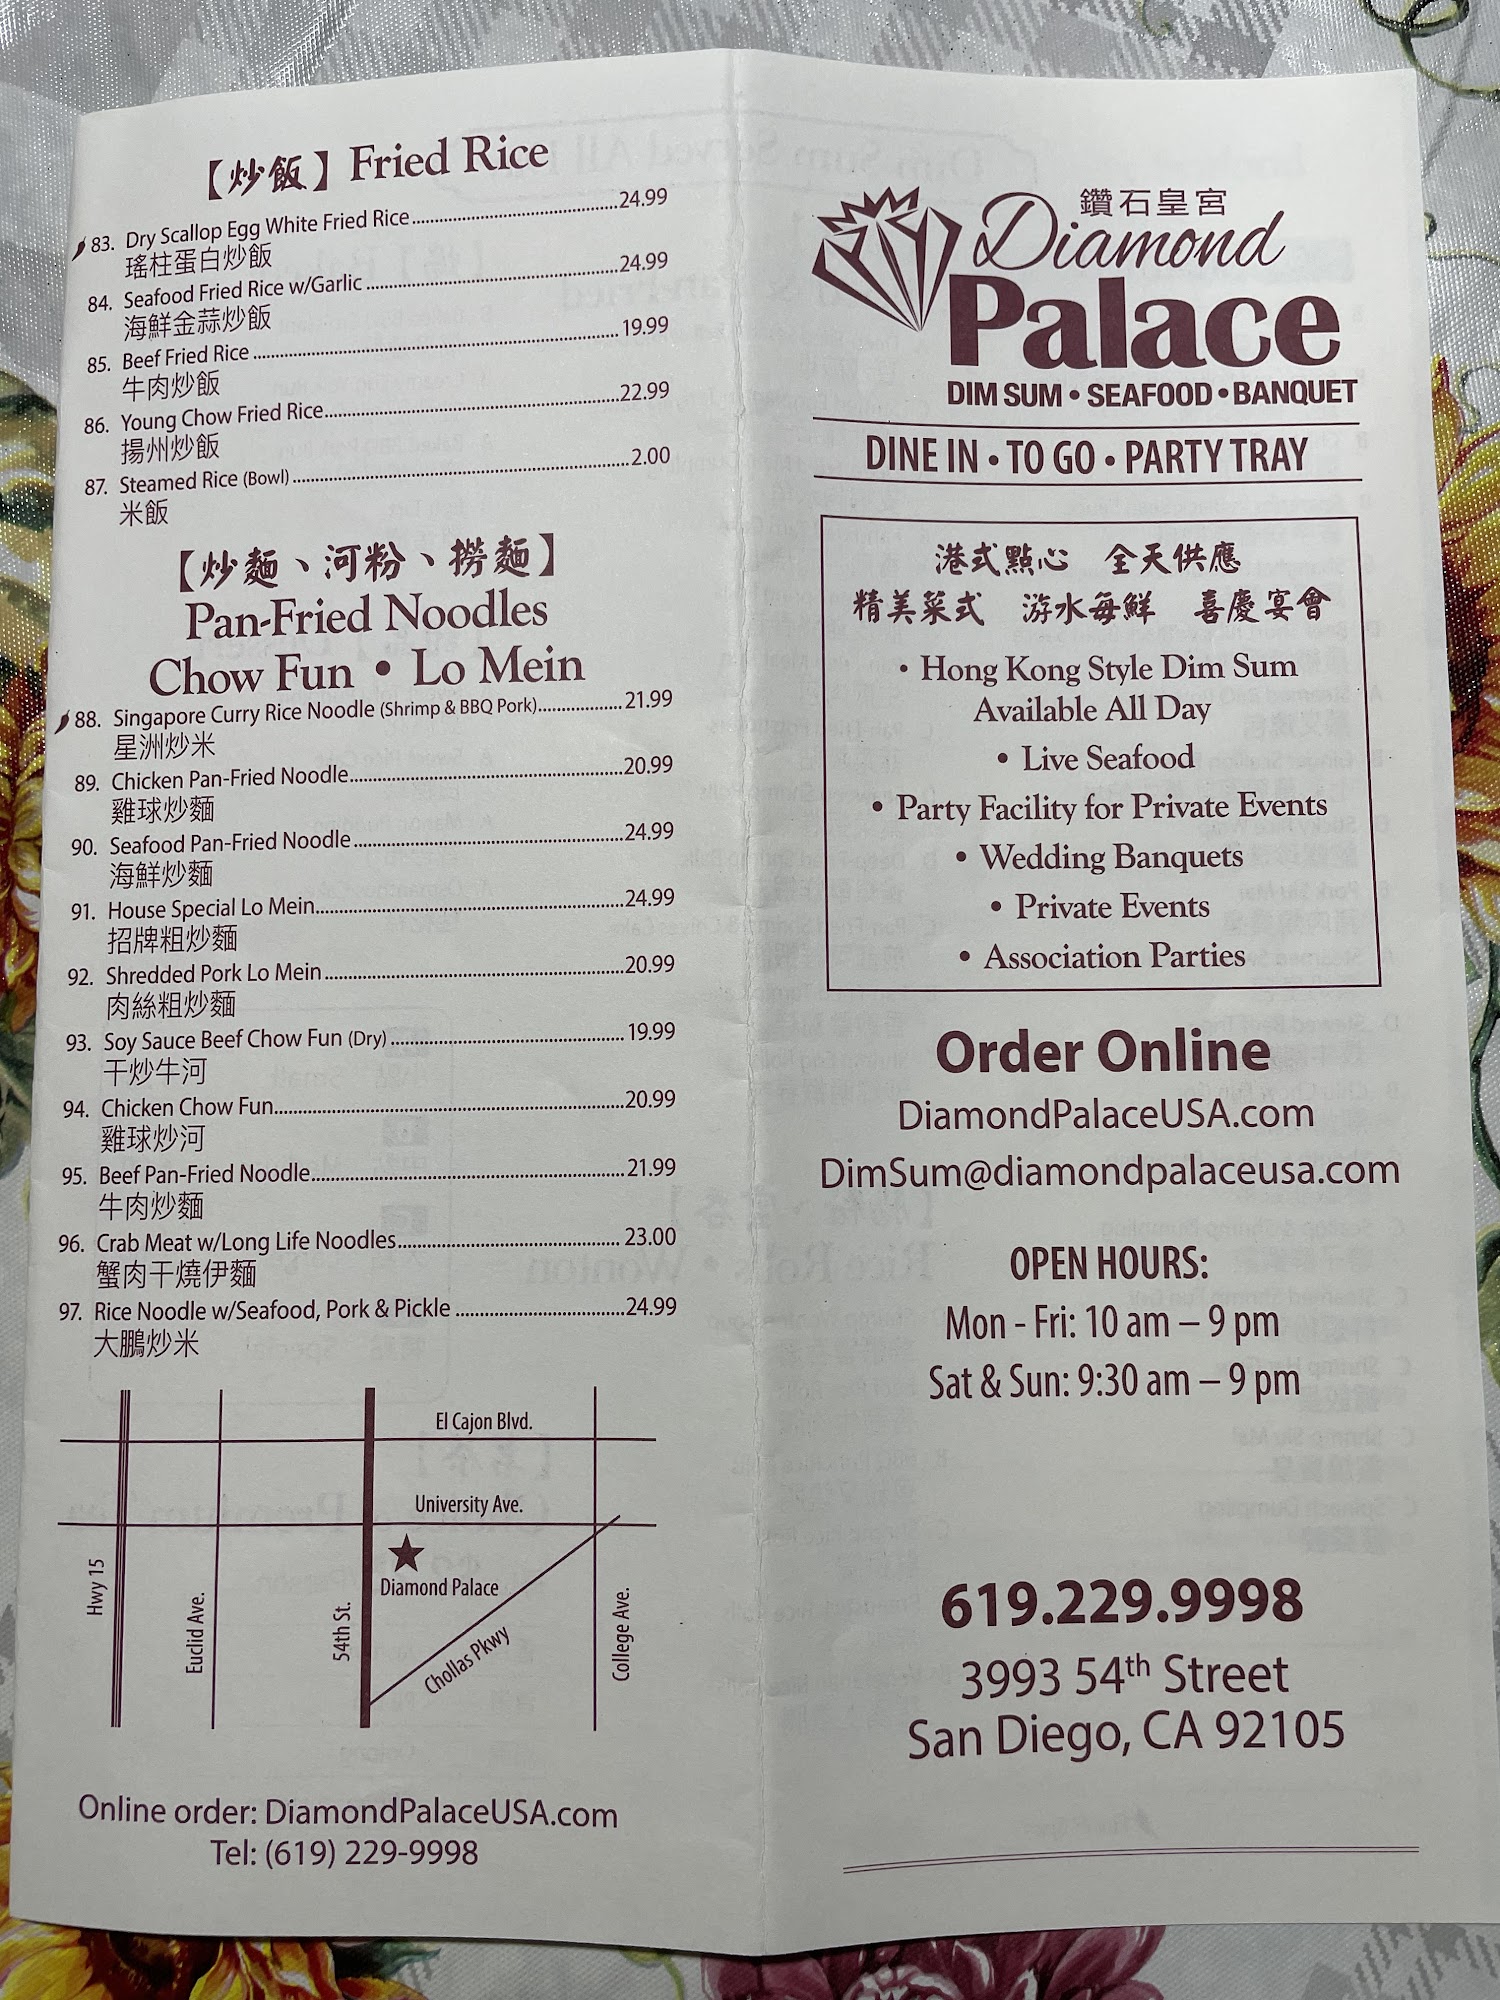 【炒飯】Fried Rice
83. Dry Scallop Egg White Fried Rice 24.99
瑤柱蛋白炒飯
84. Seafood Fried Rice w/Garlic 24.99
海鮮金蒜炒飯
85. Beef Fried Rice 19.99
牛肉炒飯
86. Young Chow Fried Rice 22.99
揚州炒飯
87. Steamed Rice (Bowl) 2.00
米飯
【炒麵、河粉、撈麵】
Pan-Fried Noodles
Chow Fun • Lo Mein
88. Singapore Curry Rice Noodle (Shrimp & BBQ Pork) 21.99
星洲炒米
89. Chicken Pan-Fried Noodle 20.99
雞球炒麵
90. Seafood Pan-Fried Noodle 24.99
海鮮炒麵
91. House Special Lo Mein 24.99
招牌粗炒麵
92. Shredded Pork Lo Mein 20.99
肉絲粗炒麵
93. Soy Sauce Beef Chow Fun (Dry) 19.99
干炒牛河
94. Chicken Chow Fun 20.99
雞球炒河
95. Beef Pan-Fried Noodle 21.99
牛肉炒麵
96. Crab Meat w/Long Life Noodles 23.00
蟹肉干燒伊麵
97. Rice Noodle w/Seafood, Pork & Pickle 24.99
大鵬炒米
El Cajon Blvd.
University Ave.
Diamond Palace
Hwy 15
Euclid Ave.
54th St.
Chollas Pkwy
College Ave.
Online order: DiamondPalaceUSA.com
Tel: (619) 229-9998
鑽石皇宮
Diamond
Palace
DIM SUM • SEAFOOD • BANQUET
DINE IN • TO GO • PARTY TRAY
港式點心 全天供應
精美菜式 游水每鮮 喜慶宴會
• Hong Kong Style Dim Sum
Available All Day
• Live Seafood
• Party Facility for Private Events
• Wedding Banquets
• Private Events
• Association Parties
Order Online
DiamondPalaceUSA.com
DimSum@diamondpalaceusa.com
OPEN HOURS:
Mon - Fri: 10 am – 9 pm
Sat & Sun: 9:30 am – 9 pm
619.229.9998
3993 54th Street
San Diego, CA 92105